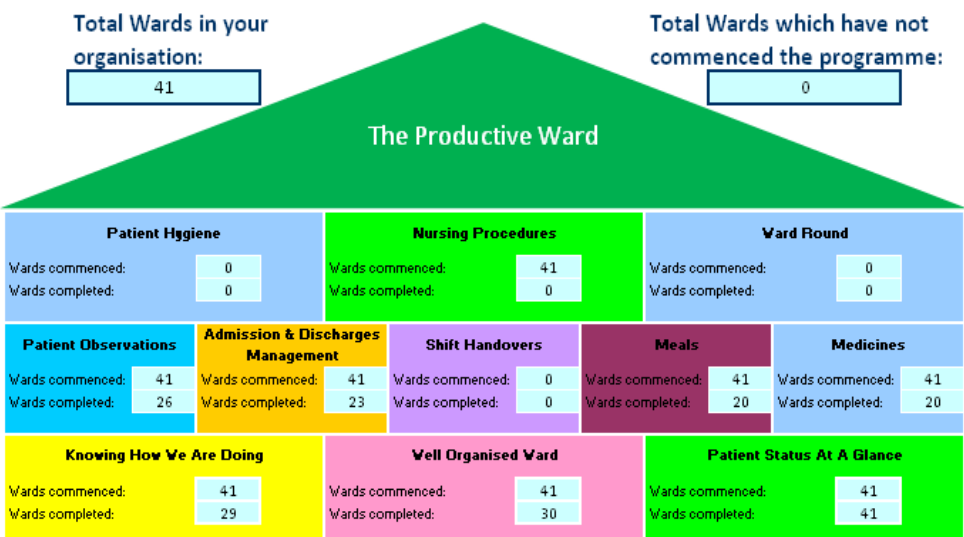 Total Wards in your
organisation:
41
Total Wards which have not
commenced the programme:
0
The Productive Ward
Patient Hygiene
Wards commenced: 0
Wards completed: 0
Nursing Procedures
Wards commenced: 41
Wards completed: 0
Ward Round
Wards commenced: 0
Wards completed: 0
Patient Observations
Wards commenced: 41
Wards completed: 26
Admission & Discharges
Management
Wards commenced: 41
Wards completed: 23
Shift Handovers
Wards commenced: 0
Wards completed: 0
Meals
Wards commenced: 41
Wards completed: 20
Medicines
Wards commenced: 41
Wards completed: 20
Knowing How We Are Doing
Wards commenced: 41
Wards completed: 29
Well Organised Ward
Wards commenced: 41
Wards completed: 30
Patient Status At A Glance
Wards commenced: 41
Wards completed: 41